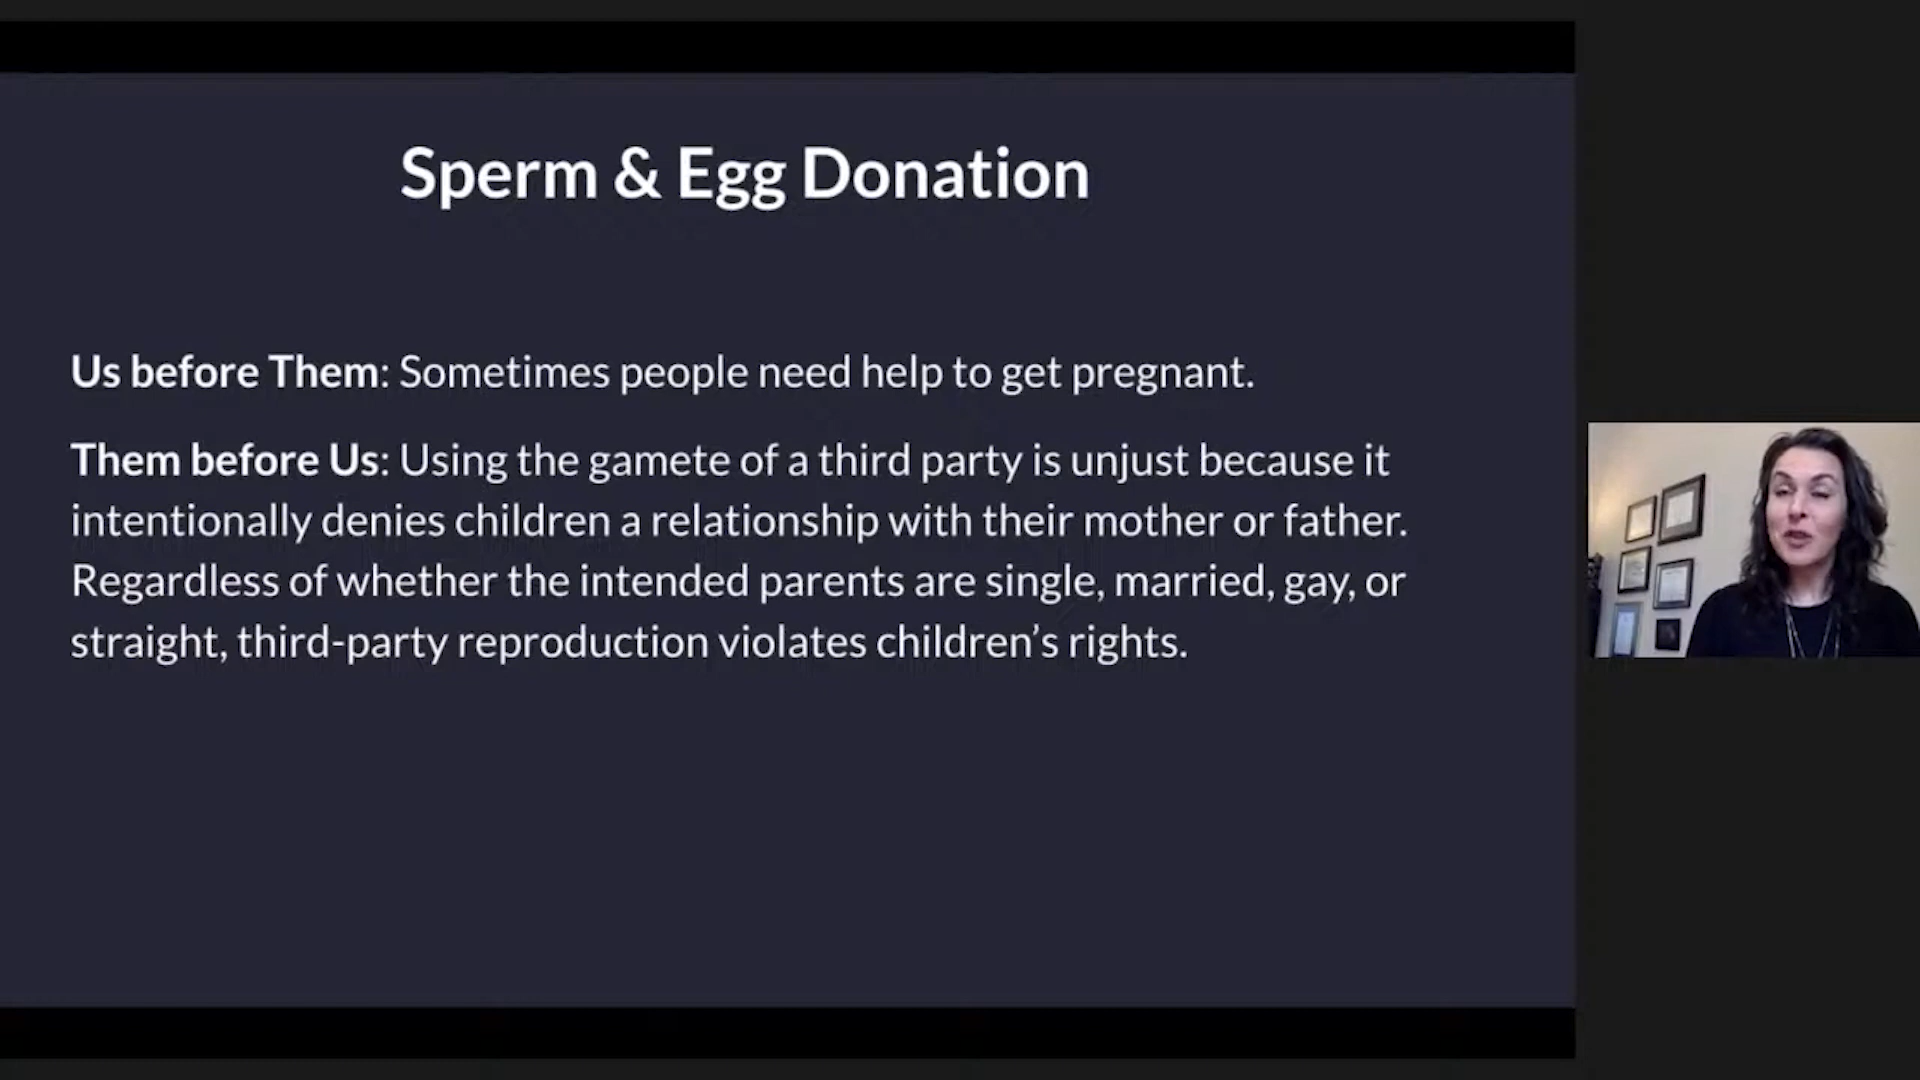 Sperm & Egg Donation
Us before Them: Sometimes people need help to get pregnant.
Them before Us: Using the gamete of a third party is unjust because it
intentionally denies children a relationship with their mother or father.
Regardless of whether the intended parents are single, married, gay, or
straight, third-party reproduction violates children’s rights.